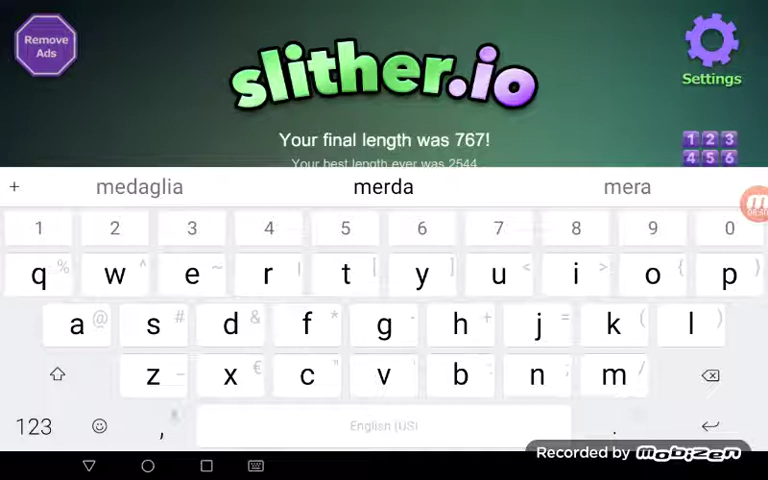 Remove
Ads
slither.io
Settings
Your final length was 767!
Your best length ever was 2544
1 2 3
4 5 6
+ medaglia merda mera
1 2 3 4 5 6 7 8 9 0
q % w ^ e ~ r | t [ y ] u < i > o { p }
a @ s # d & f * g - h + j = k ( l )
z _ x € c " v ' b : n ; m /
123 , English (US) .
Recorded by mobizen